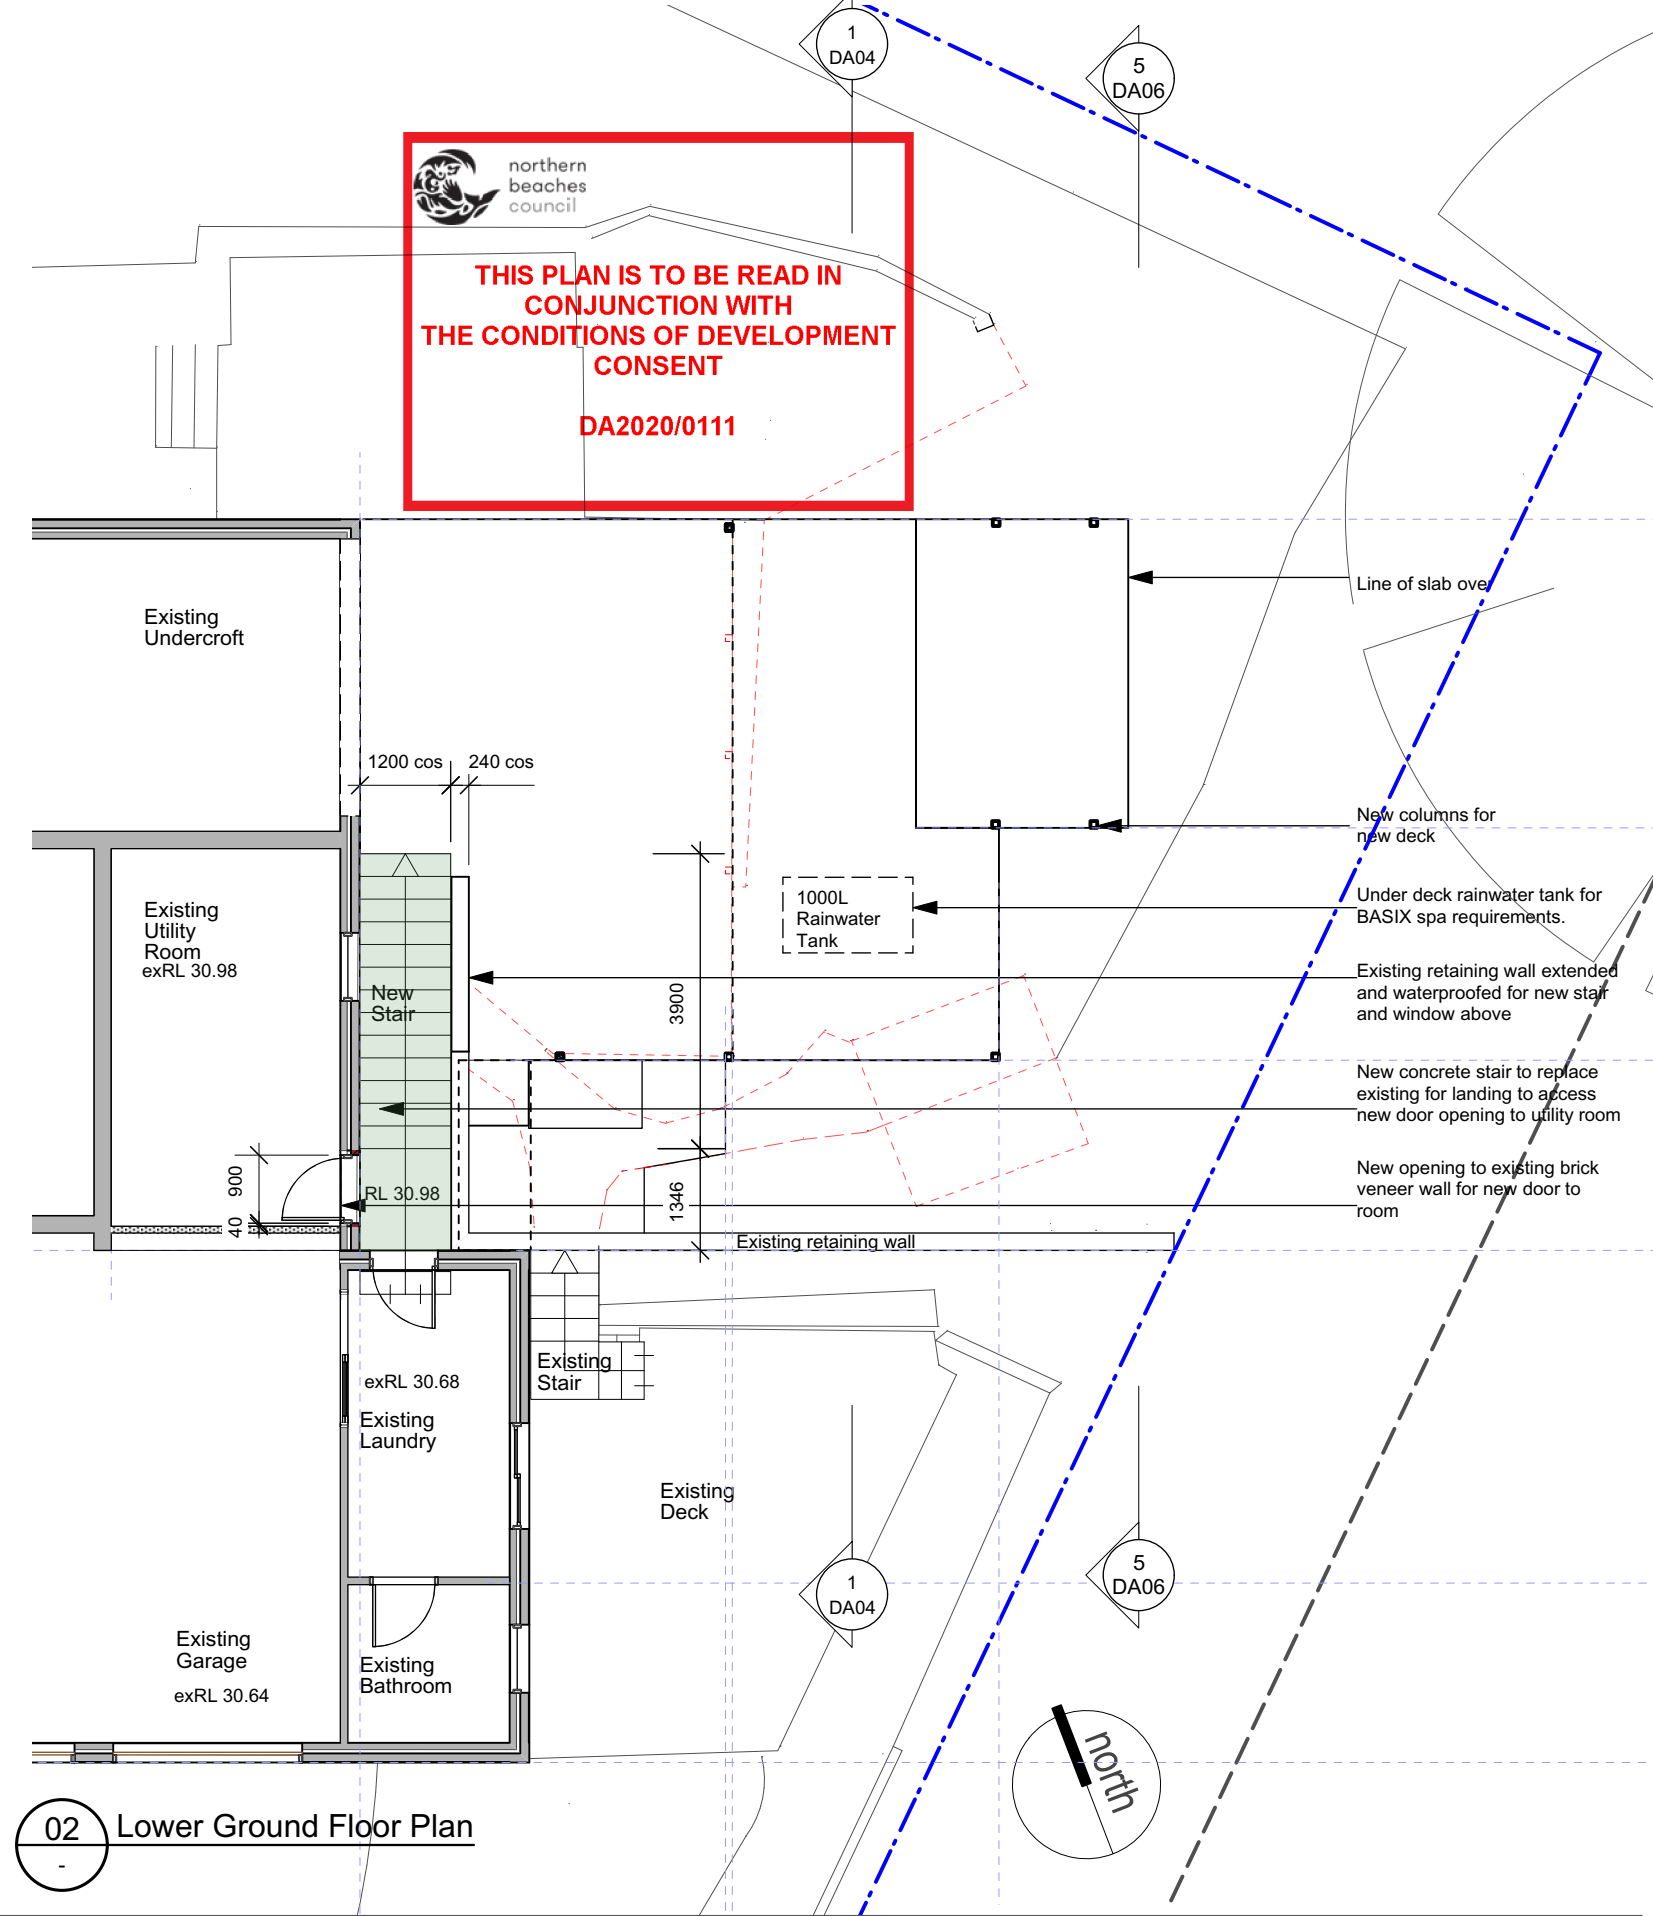 1
DA04
5
DA06
northern
beaches
council
THIS PLAN IS TO BE READ IN
CONJUNCTION WITH
THE CONDITIONS OF DEVELOPMENT
CONSENT
DA2020/0111
Existing
Undercroft
Line of slab over
1200 cos
240 cos
New columns for
new deck
1000L
Rainwater
Tank
Under deck rainwater tank for
BASIX spa requirements.
Existing
Utility
Room
exRL 30.98
New
Stair
3900
Existing retaining wall extended
and waterproofed for new stair
and window above
New concrete stair to replace
existing for landing to access
new door opening to utility room
New opening to existing brick
veneer wall for new door to
room
900
40
RL 30.98
1346
Existing retaining wall
Existing
Stair
exRL 30.68
Existing
Laundry
Existing
Deck
1
DA04
5
DA06
Existing
Garage
exRL 30.64
Existing
Bathroom
north
02
-
Lower Ground Floor Plan